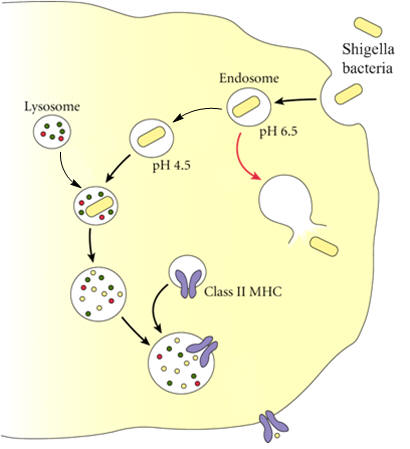 Shigella
bacteria
Endosome
Lysosome
pH 6.5
pH 4.5
Class II MHC